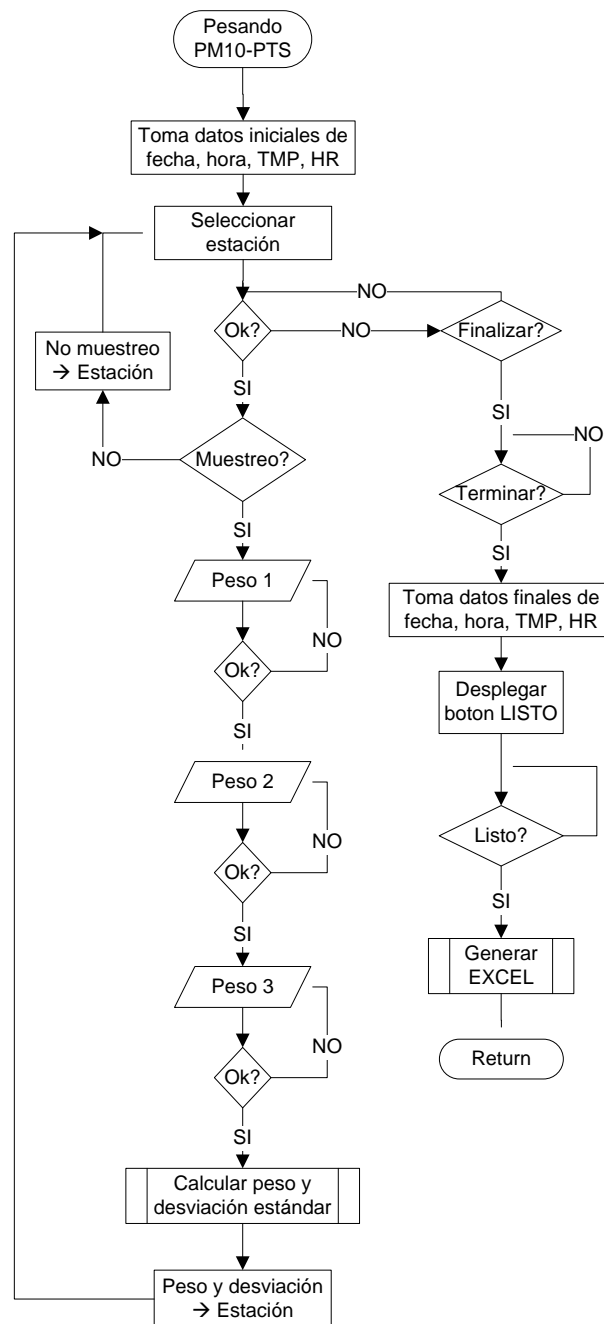 Pesando
PM10-PTS
Toma datos iniciales de
fecha, hora, TMP, HR
Seleccionar
estación
NO
Ok?
NO
Finalizar?
No muestreo
→ Estación
SI
SI
NO
NO
Muestreo?
Terminar?
SI
SI
Peso 1
Toma datos finales de
fecha, hora, TMP, HR
NO
Ok?
Desplegar
boton LISTO
SI
Peso 2
NO
Listo?
Ok?
SI
SI
Generar
EXCEL
Peso 3
NO
Return
Ok?
SI
Calcular peso y
desviación estándar
Peso y desviación
→ Estación